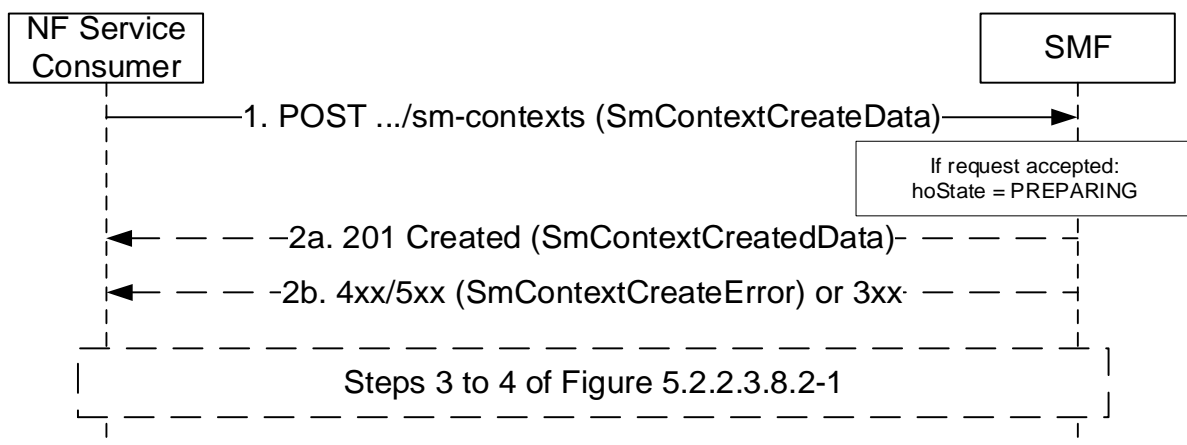 NF Service
Consumer
SMF
1. POST .../sm-contexts (SmContextCreateData)
If request accepted:
hoState = PREPARING
2a. 201 Created (SmContextCreatedData)
2b. 4xx/5xx (SmContextCreateError) or 3xx
Steps 3 to 4 of Figure 5.2.2.3.8.2-1